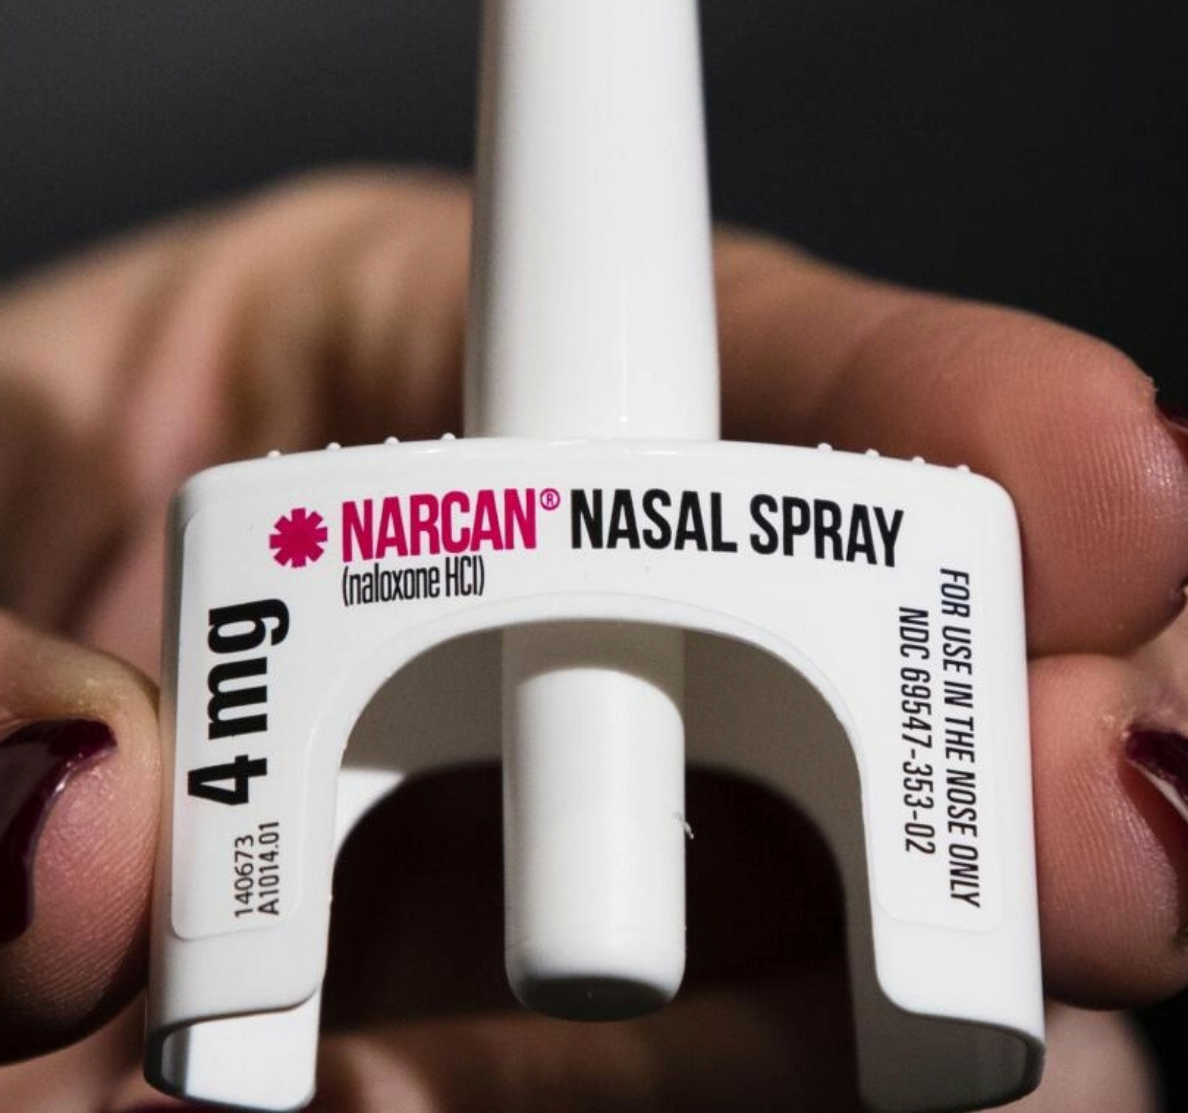 NARCAN® NASAL SPRAY
(naloxone HCl)
4 mg
140673
A1014.01
FOR USE IN THE NOSE ONLY
NDC 69547-353-02